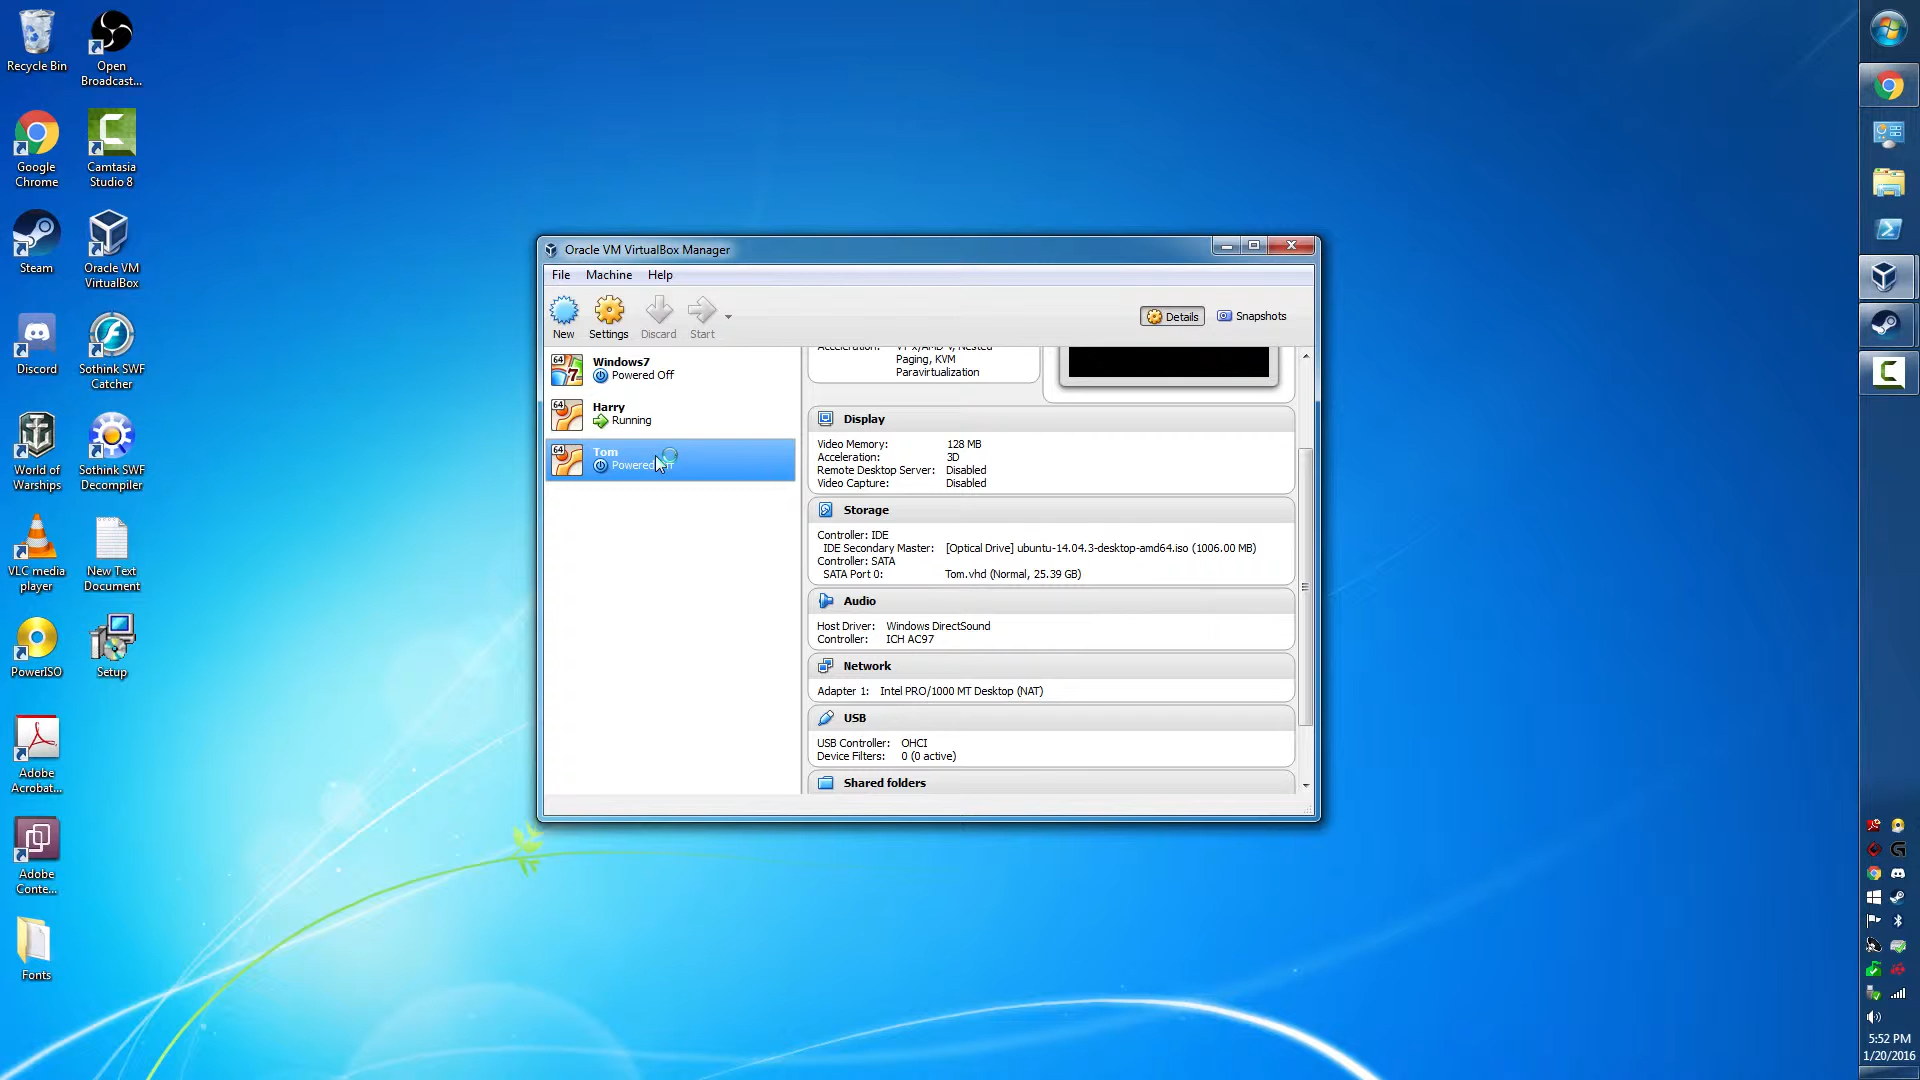 Recycle Bin
Open
Broadcast...
Google
Chrome
Camtasia
Studio 8
Steam
Oracle VM
VirtualBox
Discord
Sothink SWF
Catcher
World of
Warships
Sothink SWF
Decompiler
VLC media
player
New Text
Document
PowerISO
Setup
Adobe
Acrobat...
Adobe
Conte...
Fonts
Oracle VM VirtualBox Manager
File Machine Help
New Settings Discard Start
Details Snapshots
64 Windows7
Powered Off
64 Harry
Running
64 Tom
Powered
Acceleration: VT-x/AMD-V, Nested
Paging, KVM
Paravirtualization
Display
Video Memory: 128 MB
Acceleration: 3D
Remote Desktop Server: Disabled
Video Capture: Disabled
Storage
Controller: IDE
IDE Secondary Master: [Optical Drive] ubuntu-14.04.3-desktop-amd64.iso (1006.00 MB)
Controller: SATA
SATA Port 0: Tom.vhd (Normal, 25.39 GB)
Audio
Host Driver: Windows DirectSound
Controller: ICH AC97
Network
Adapter 1: Intel PRO/1000 MT Desktop (NAT)
USB
USB Controller: OHCI
Device Filters: 0 (0 active)
Shared folders
5:52 PM
1/20/2016